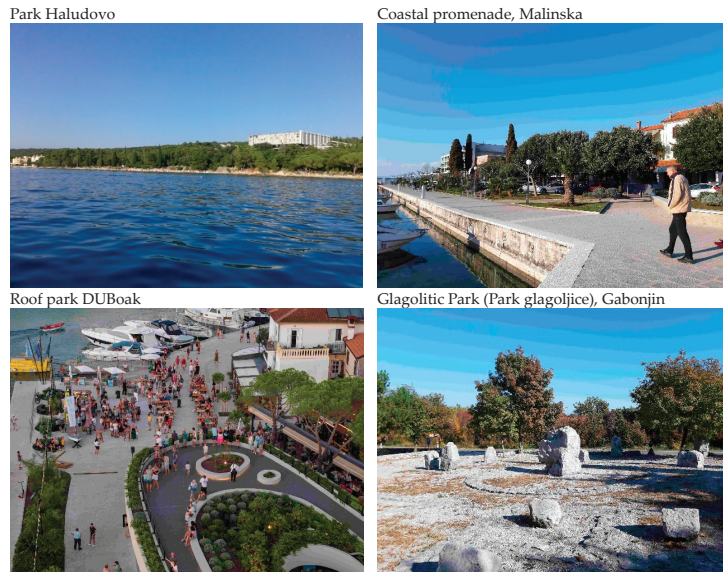 Park Haludovo
Coastal promenade, Malinska
Roof park DUBoak
Glagolitic Park (Park glagoljice), Gabonjin